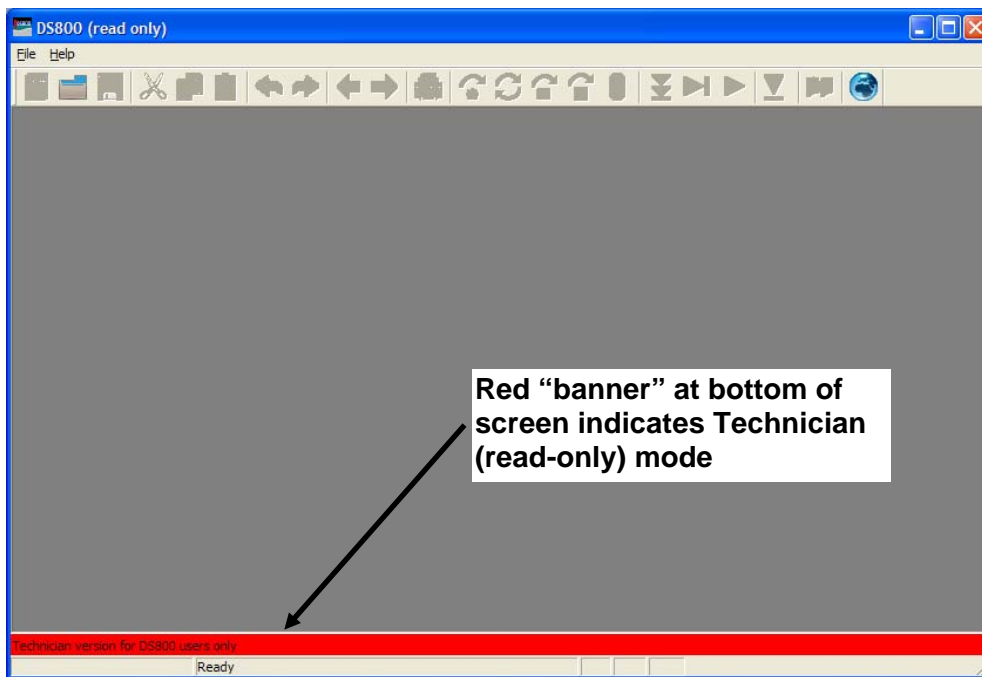 DS800 (read only)
File Help
Red “banner” at bottom of
screen indicates Technician
(read-only) mode
Technician version for DS800 users only
Ready